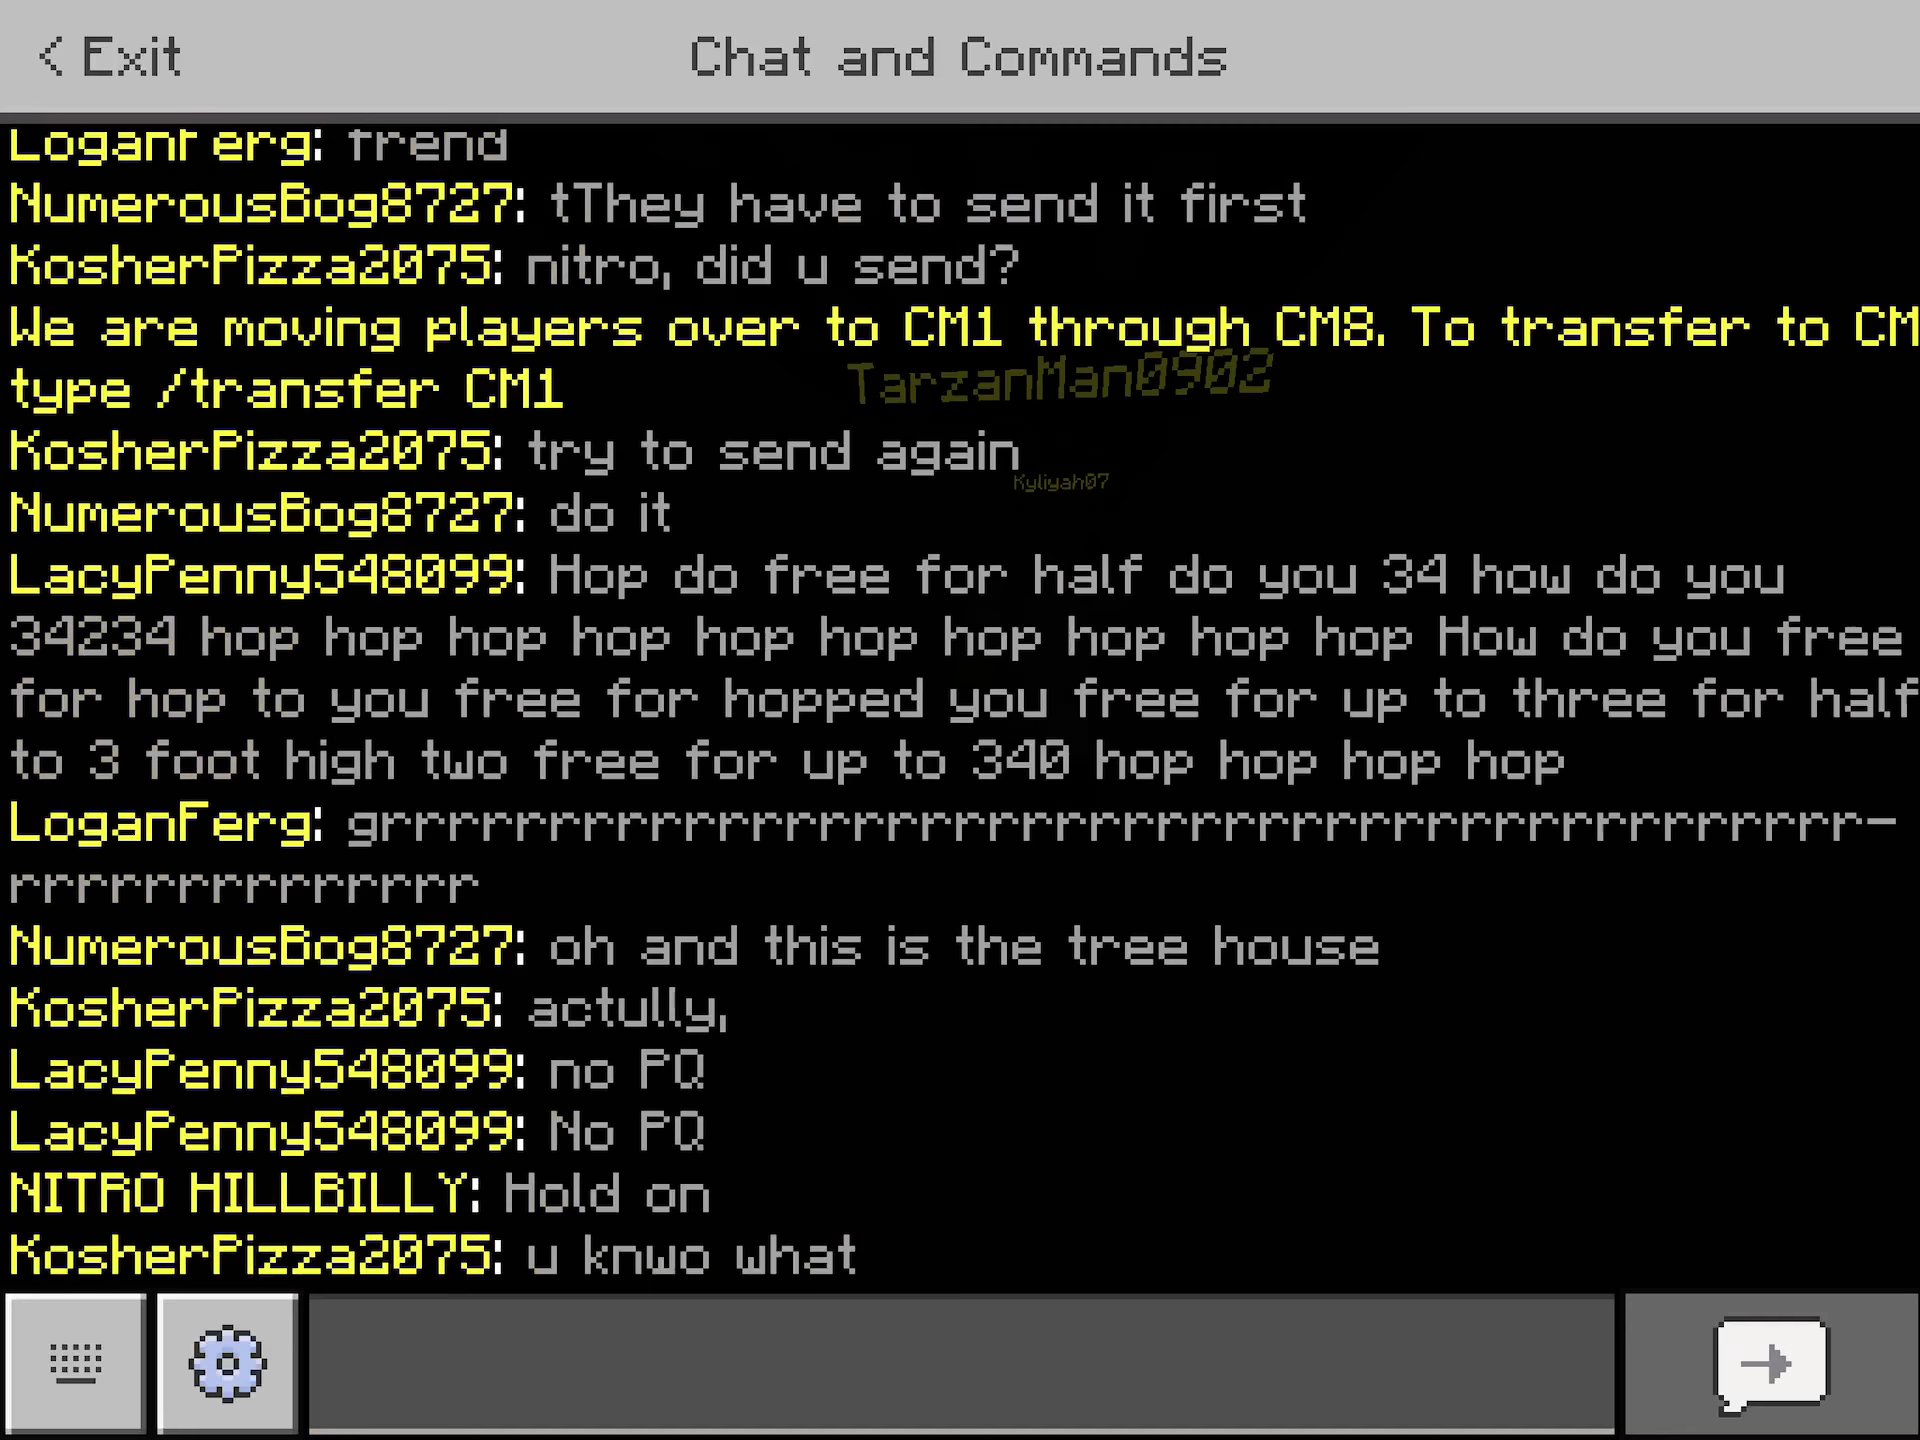 < Exit
Chat and Commands
LoganFerg: frend
NumerousBog8727: tThey have to send it first
KosherPizza2075: nitro, did u send?
We are moving players over to CM1 through CM8. To transfer to CM
type /transfer CM1
TarzanMan0902
KosherPizza2075: try to send again
Kyliyah07
NumerousBog8727: do it
LacyPenny548099: Hop do free for half do you 34 how do you
34234 hop hop hop hop hop hop hop hop hop hop How do you free
for hop to you free for hopped you free for up to three for half
to 3 foot high two free for up to 340 hop hop hop hop
LoganFerg: grrrrrrrrrrrrrrrrrrrrrrrrrrrrrrrrrrrrrrrrrrrrr-
rrrrrrrrrrrrrr
NumerousBog8727: oh and this is the tree house
KosherPizza2075: actully,
LacyPenny548099: no PQ
LacyPenny548099: No PQ
NITRO HILLBILLY: Hold on
KosherPizza2075: u knwo what